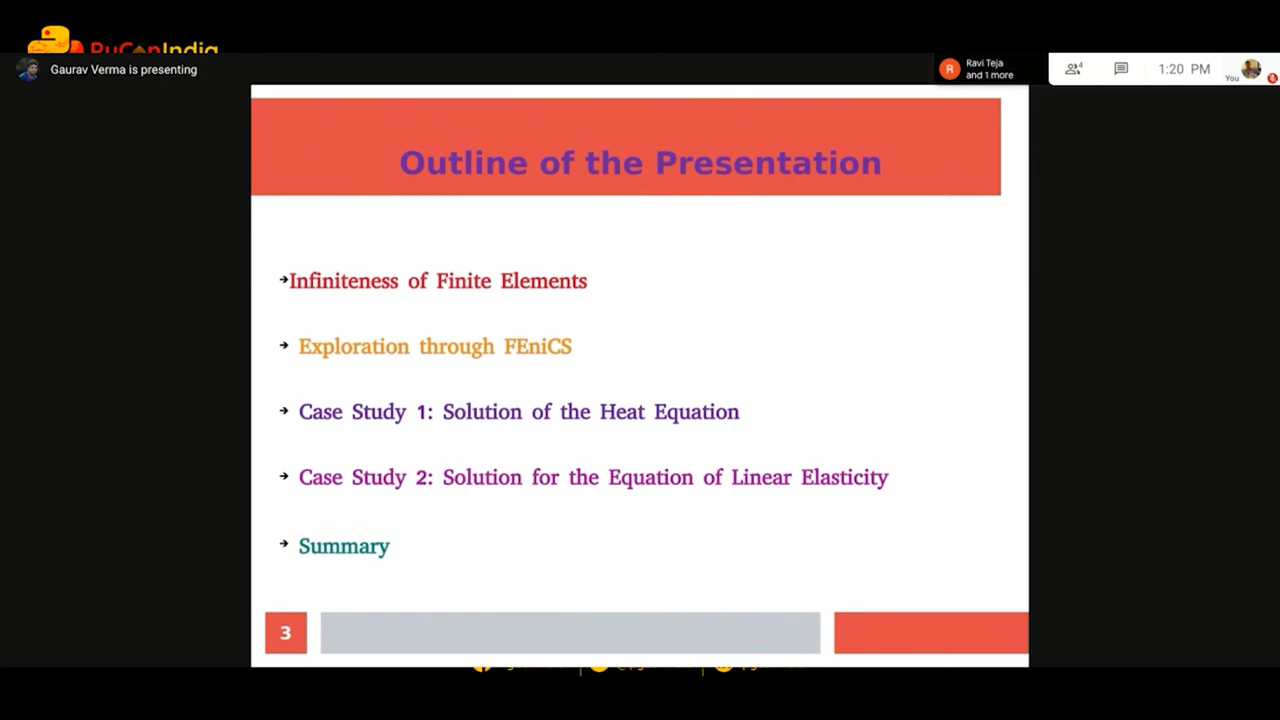 PyConIndia
Gaurav Verma is presenting
R
Ravi Teja
and 1 more
4
1:20 PM
You
Outline of the Presentation
➔Infiniteness of Finite Elements
➔ Exploration through FEniCS
➔ Case Study 1: Solution of the Heat Equation
➔ Case Study 2: Solution for the Equation of Linear Elasticity
➔ Summary
3